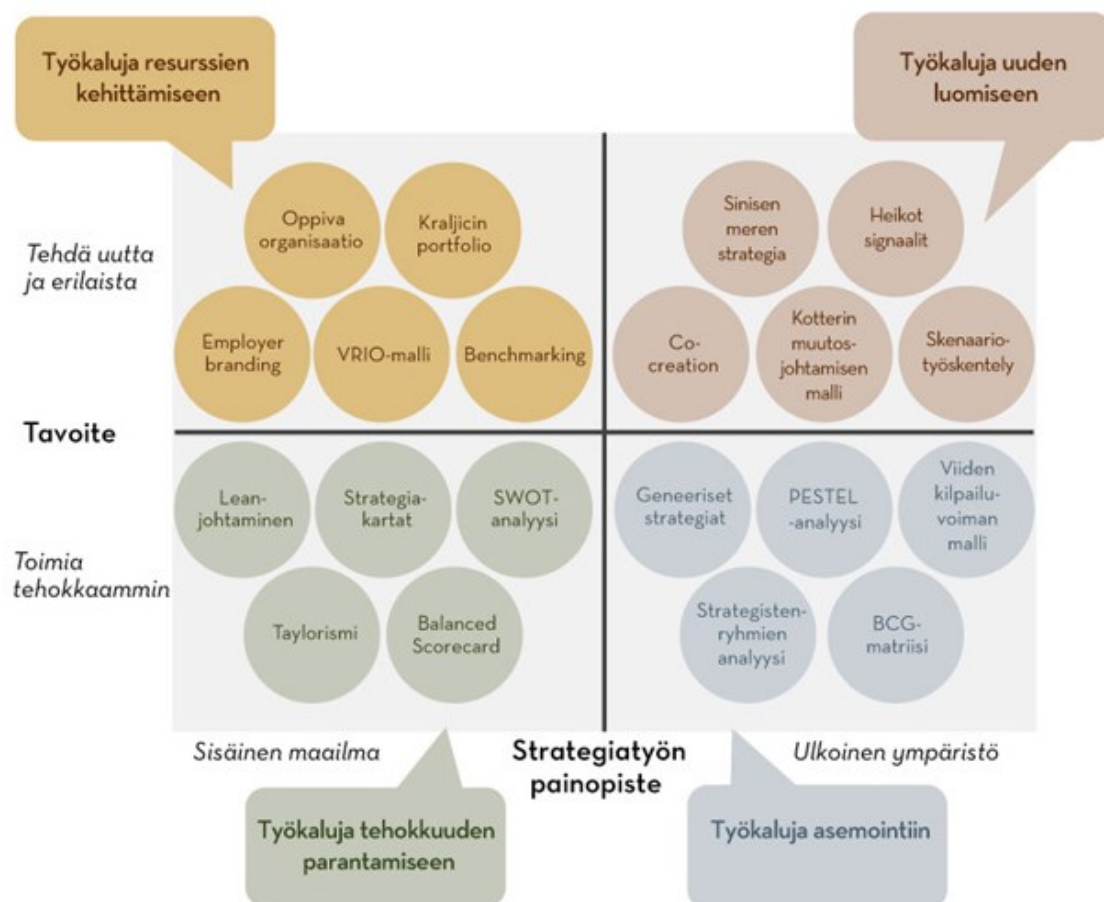 Työkaluja resurssien
kehittämiseen
Työkaluja uuden
luomiseen
Tehdä uutta
ja erilaista
Oppiva
organisaatio
Kraljicin
portfolio
Sinisen
meren
strategia
Heikot
signaalit
Employer
branding
VRIO-malli
Benchmarking
Co-
creation
Kotterin
muutos-
johtamisen
malli
Skenaario-
työskentely
Tavoite
Lean-
johtaminen
Strategia-
kartat
SWOT-
analyysi
Geneeriset
strategiat
PESTEL
-analyysi
Viiden
kilpailu-
voiman
malli
Toimia
tehokkaammin
Taylorismi
Balanced
Scorecard
Strategisten-
ryhmien
analyysi
BCG-
matriisi
Sisäinen maailma
Strategiatyön
painopiste
Ulkoinen ympäristö
Työkaluja tehokkuuden
parantamiseen
Työkaluja asemointiin